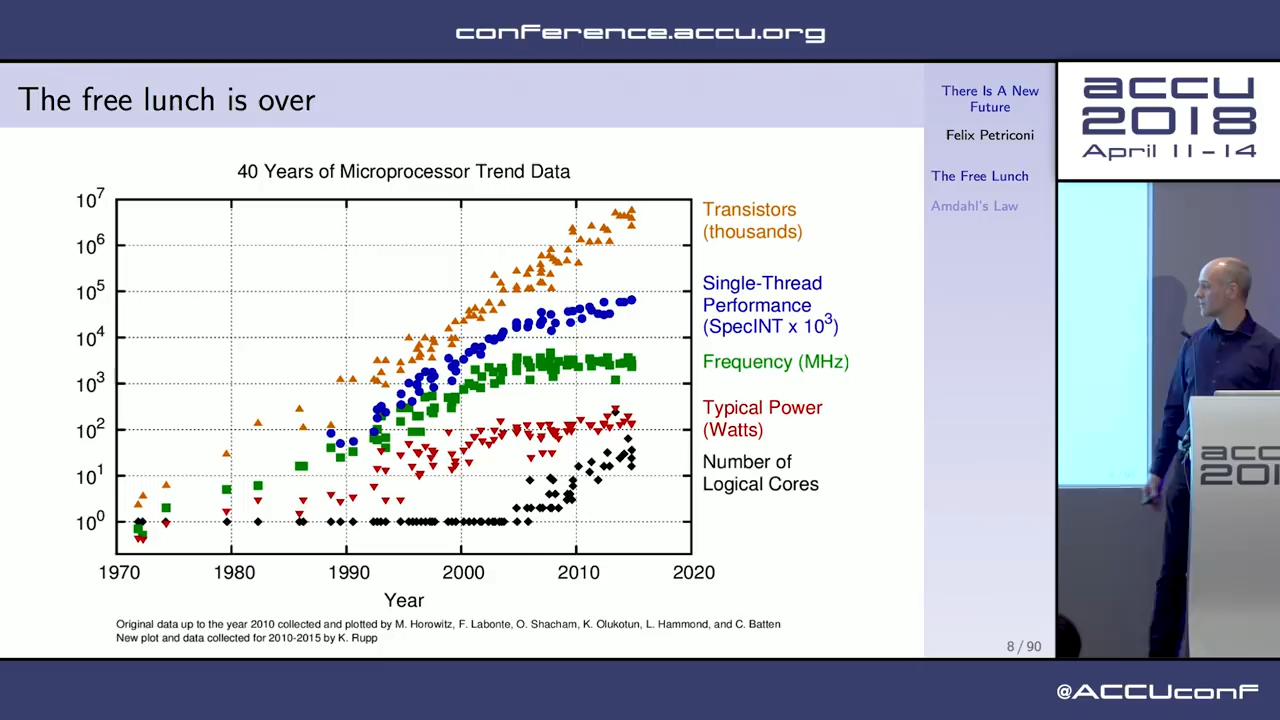 conference.accu.org
The free lunch is over
There Is A New
Future
Felix Petriconi
The Free Lunch
Amdahl's Law
accu
2018
April 11-14
40 Years of Microprocessor Trend Data
10^7
10^6
10^5
10^4
10^3
10^2
10^1
10^0
1970
1980
1990
2000
2010
2020
Year
Transistors
(thousands)
Single-Thread
Performance
(SpecINT x 10^3)
Frequency (MHz)
Typical Power
(Watts)
Number of
Logical Cores
Original data up to the year 2010 collected and plotted by M. Horowitz, F. Labonte, O. Shacham, K. Olukotun, L. Hammond, and C. Batten
New plot and data collected for 2010-2015 by K. Rupp
8 / 90
@ACCUconf